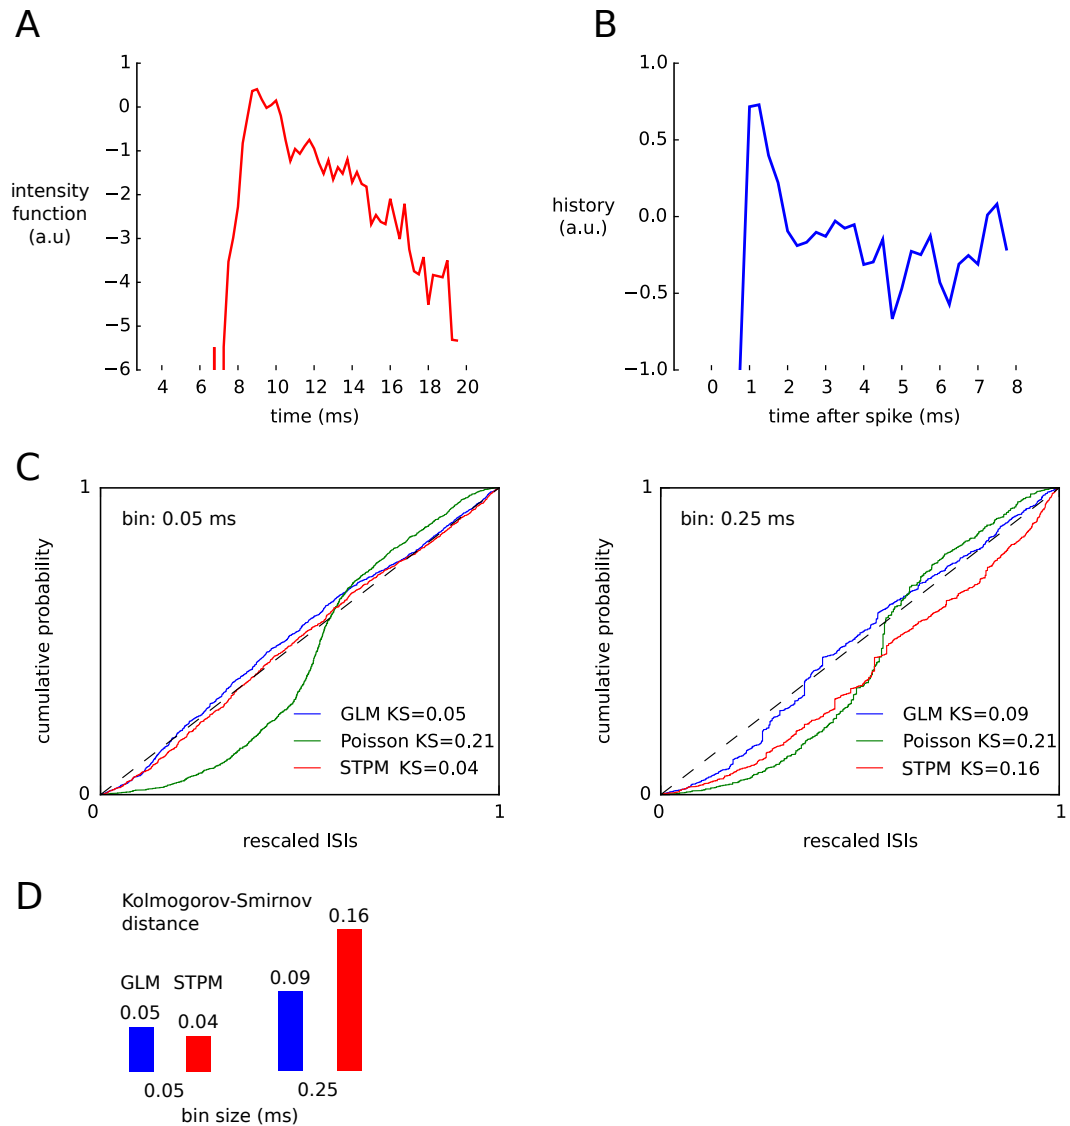 A
1
0
−1
−2
−3
−4
−5
−6
intensity
function
(a.u)
4 6 8 10 12 14 16 18 20
time (ms)
B
1.0
0.5
0.0
−0.5
−1.0
history
(a.u.)
0 1 2 3 4 5 6 7 8
time after spike (ms)
C
1
bin: 0.05 ms
cumulative probability
GLM KS=0.05
Poisson KS=0.21
STPM KS=0.04
0
0 1
rescaled ISIs
1
bin: 0.25 ms
cumulative probability
GLM KS=0.09
Poisson KS=0.21
STPM KS=0.16
0
0 1
rescaled ISIs
D
Kolmogorov-Smirnov
distance
0.16
0.09
GLM STPM
0.05
0.04
0.05 0.25
bin size (ms)